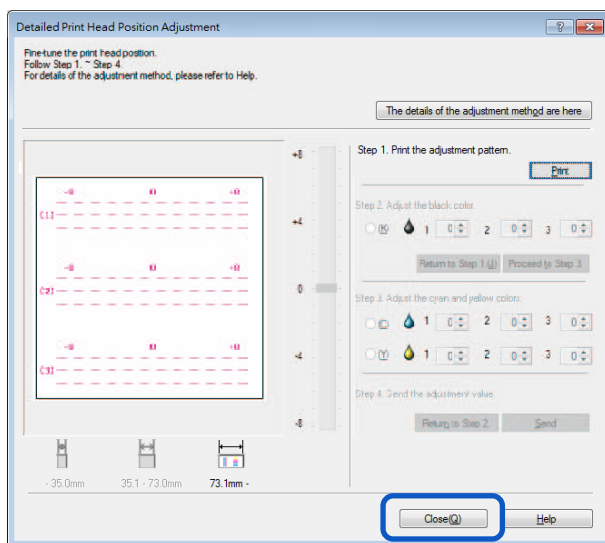 Detailed Print Head Position Adjustment
Fine-tune the print head position.
Follow Step 1. ~ Step 4.
For details of the adjustment method, please refer to Help.
The details of the adjustment method are here
+8
Step 1. Print the adjustment pattern.
Print
-8 0 +8
Step 2. Adjust the black color.
[1]
+4
(K) 1 0 2 0 3 0
-8 0 +8
Return to Step 1.(J) Proceed to Step 3.
[2]
0
Step 3. Adjust the cyan and yellow colors.
(C) 1 0 2 0 3 0
-8 0 +8
-4
(Y) 1 0 2 0 3 0
[3]
Step 4. Send the adjustment value.
-8
Return to Step 2. Send
- 35.0mm 35.1 - 73.0mm 73.1mm -
Close(Q) Help